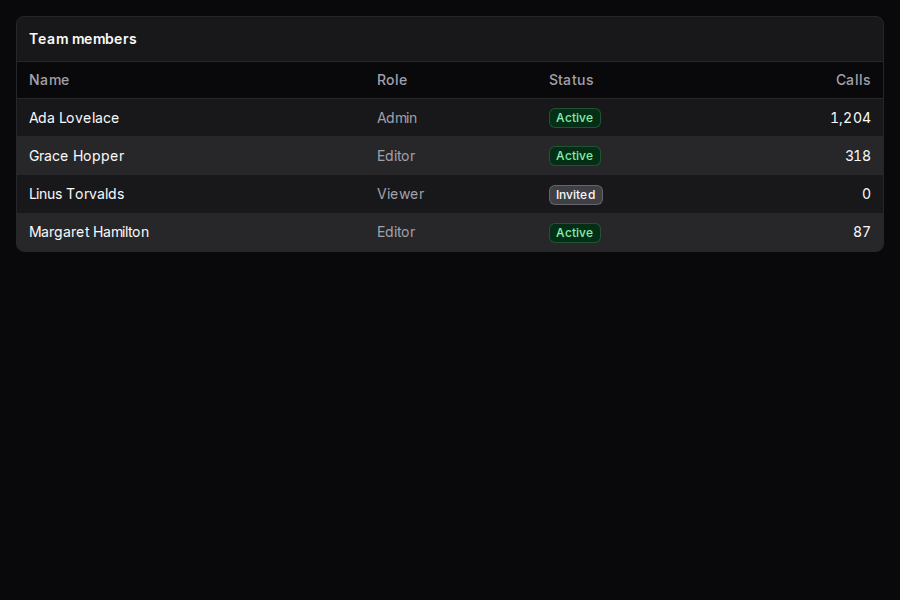 Team members
Name Role Status Calls
Ada Lovelace Admin Active 1,204
Grace Hopper Editor Active 318
Linus Torvalds Viewer Invited 0
Margaret Hamilton Editor Active 87